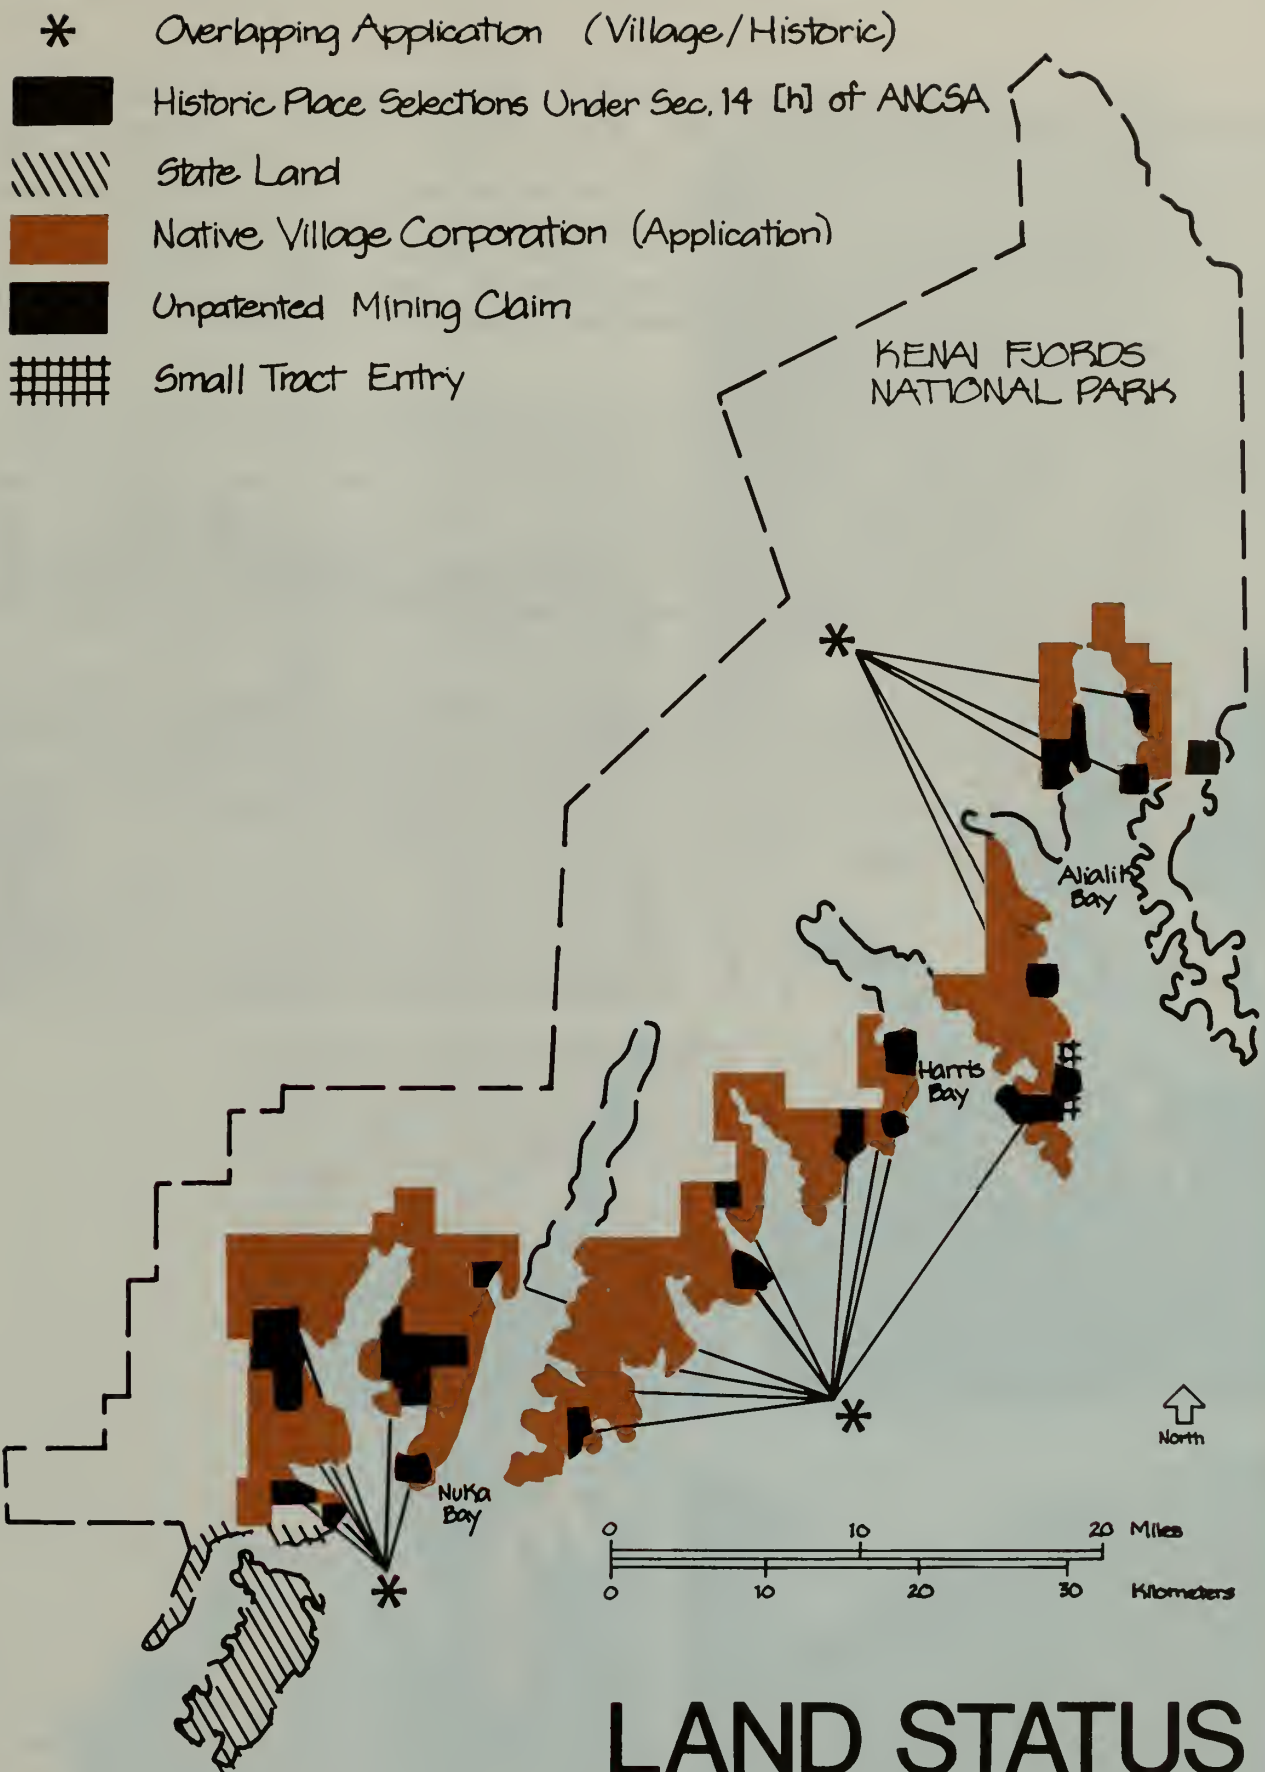 * Overlapping Application (Village/Historic)
Historic Place Selections Under Sec. 14 [h] of ANCSA
State Land
Native Village Corporation (Application)
Unpatented Mining Claim
Small Tract Entry
KENAI FJORDS
NATIONAL PARK
*
Aialik
Bay
Harris
Bay
*
North
Nuka
Bay
0 10 20 Miles
0 10 20 30 Kilometers
*
LAND STATUS